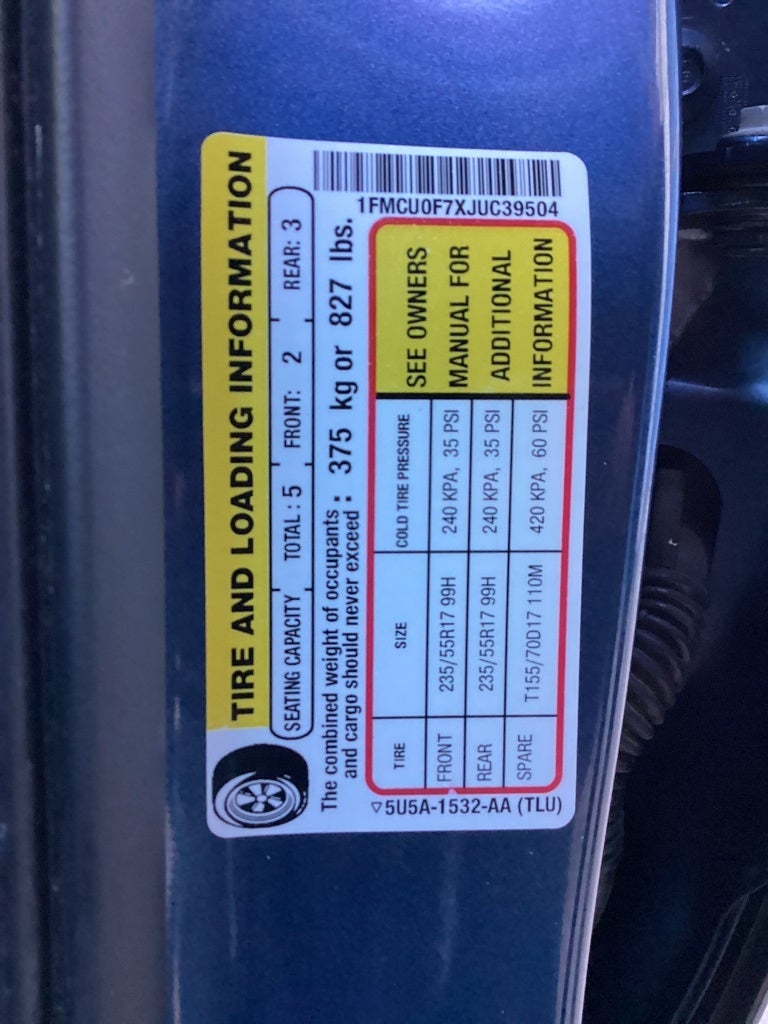 TIRE AND LOADING INFORMATION
SEATING CAPACITY TOTAL: 5 FRONT: 2 REAR: 3
The combined weight of occupants
and cargo should never exceed : 375 kg or 827 lbs.
1FMCU0F7XJUC39504
TIRE SIZE COLD TIRE PRESSURE
FRONT 235/55R17 99H 240 KPA, 35 PSI
REAR 235/55R17 99H 240 KPA, 35 PSI
SPARE T155/70D17 110M 420 KPA, 60 PSI
SEE OWNERS
MANUAL FOR
ADDITIONAL
INFORMATION
▽5U5A-1532-AA (TLU)